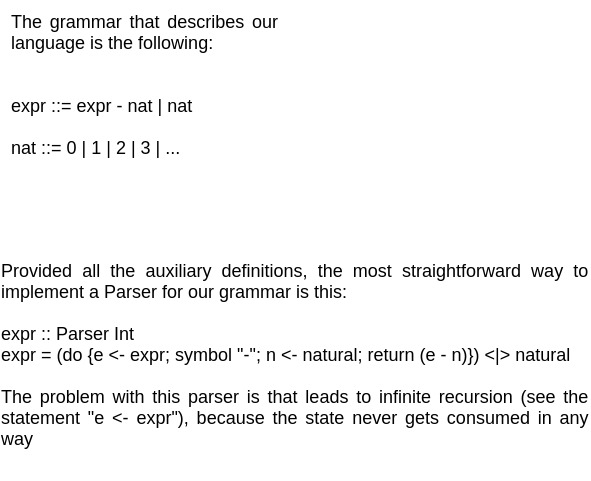 The grammar that describes our
language is the following:
expr ::= expr - nat | nat
nat ::= 0 | 1 | 2 | 3 | ...
Provided all the auxiliary definitions, the most straightforward way to
implement a Parser for our grammar is this:
expr :: Parser Int
expr = (do {e <- expr; symbol "-"; n <- natural; return (e - n)}) <|> natural
The problem with this parser is that leads to infinite recursion (see the
statement "e <- expr"), because the state never gets consumed in any
way